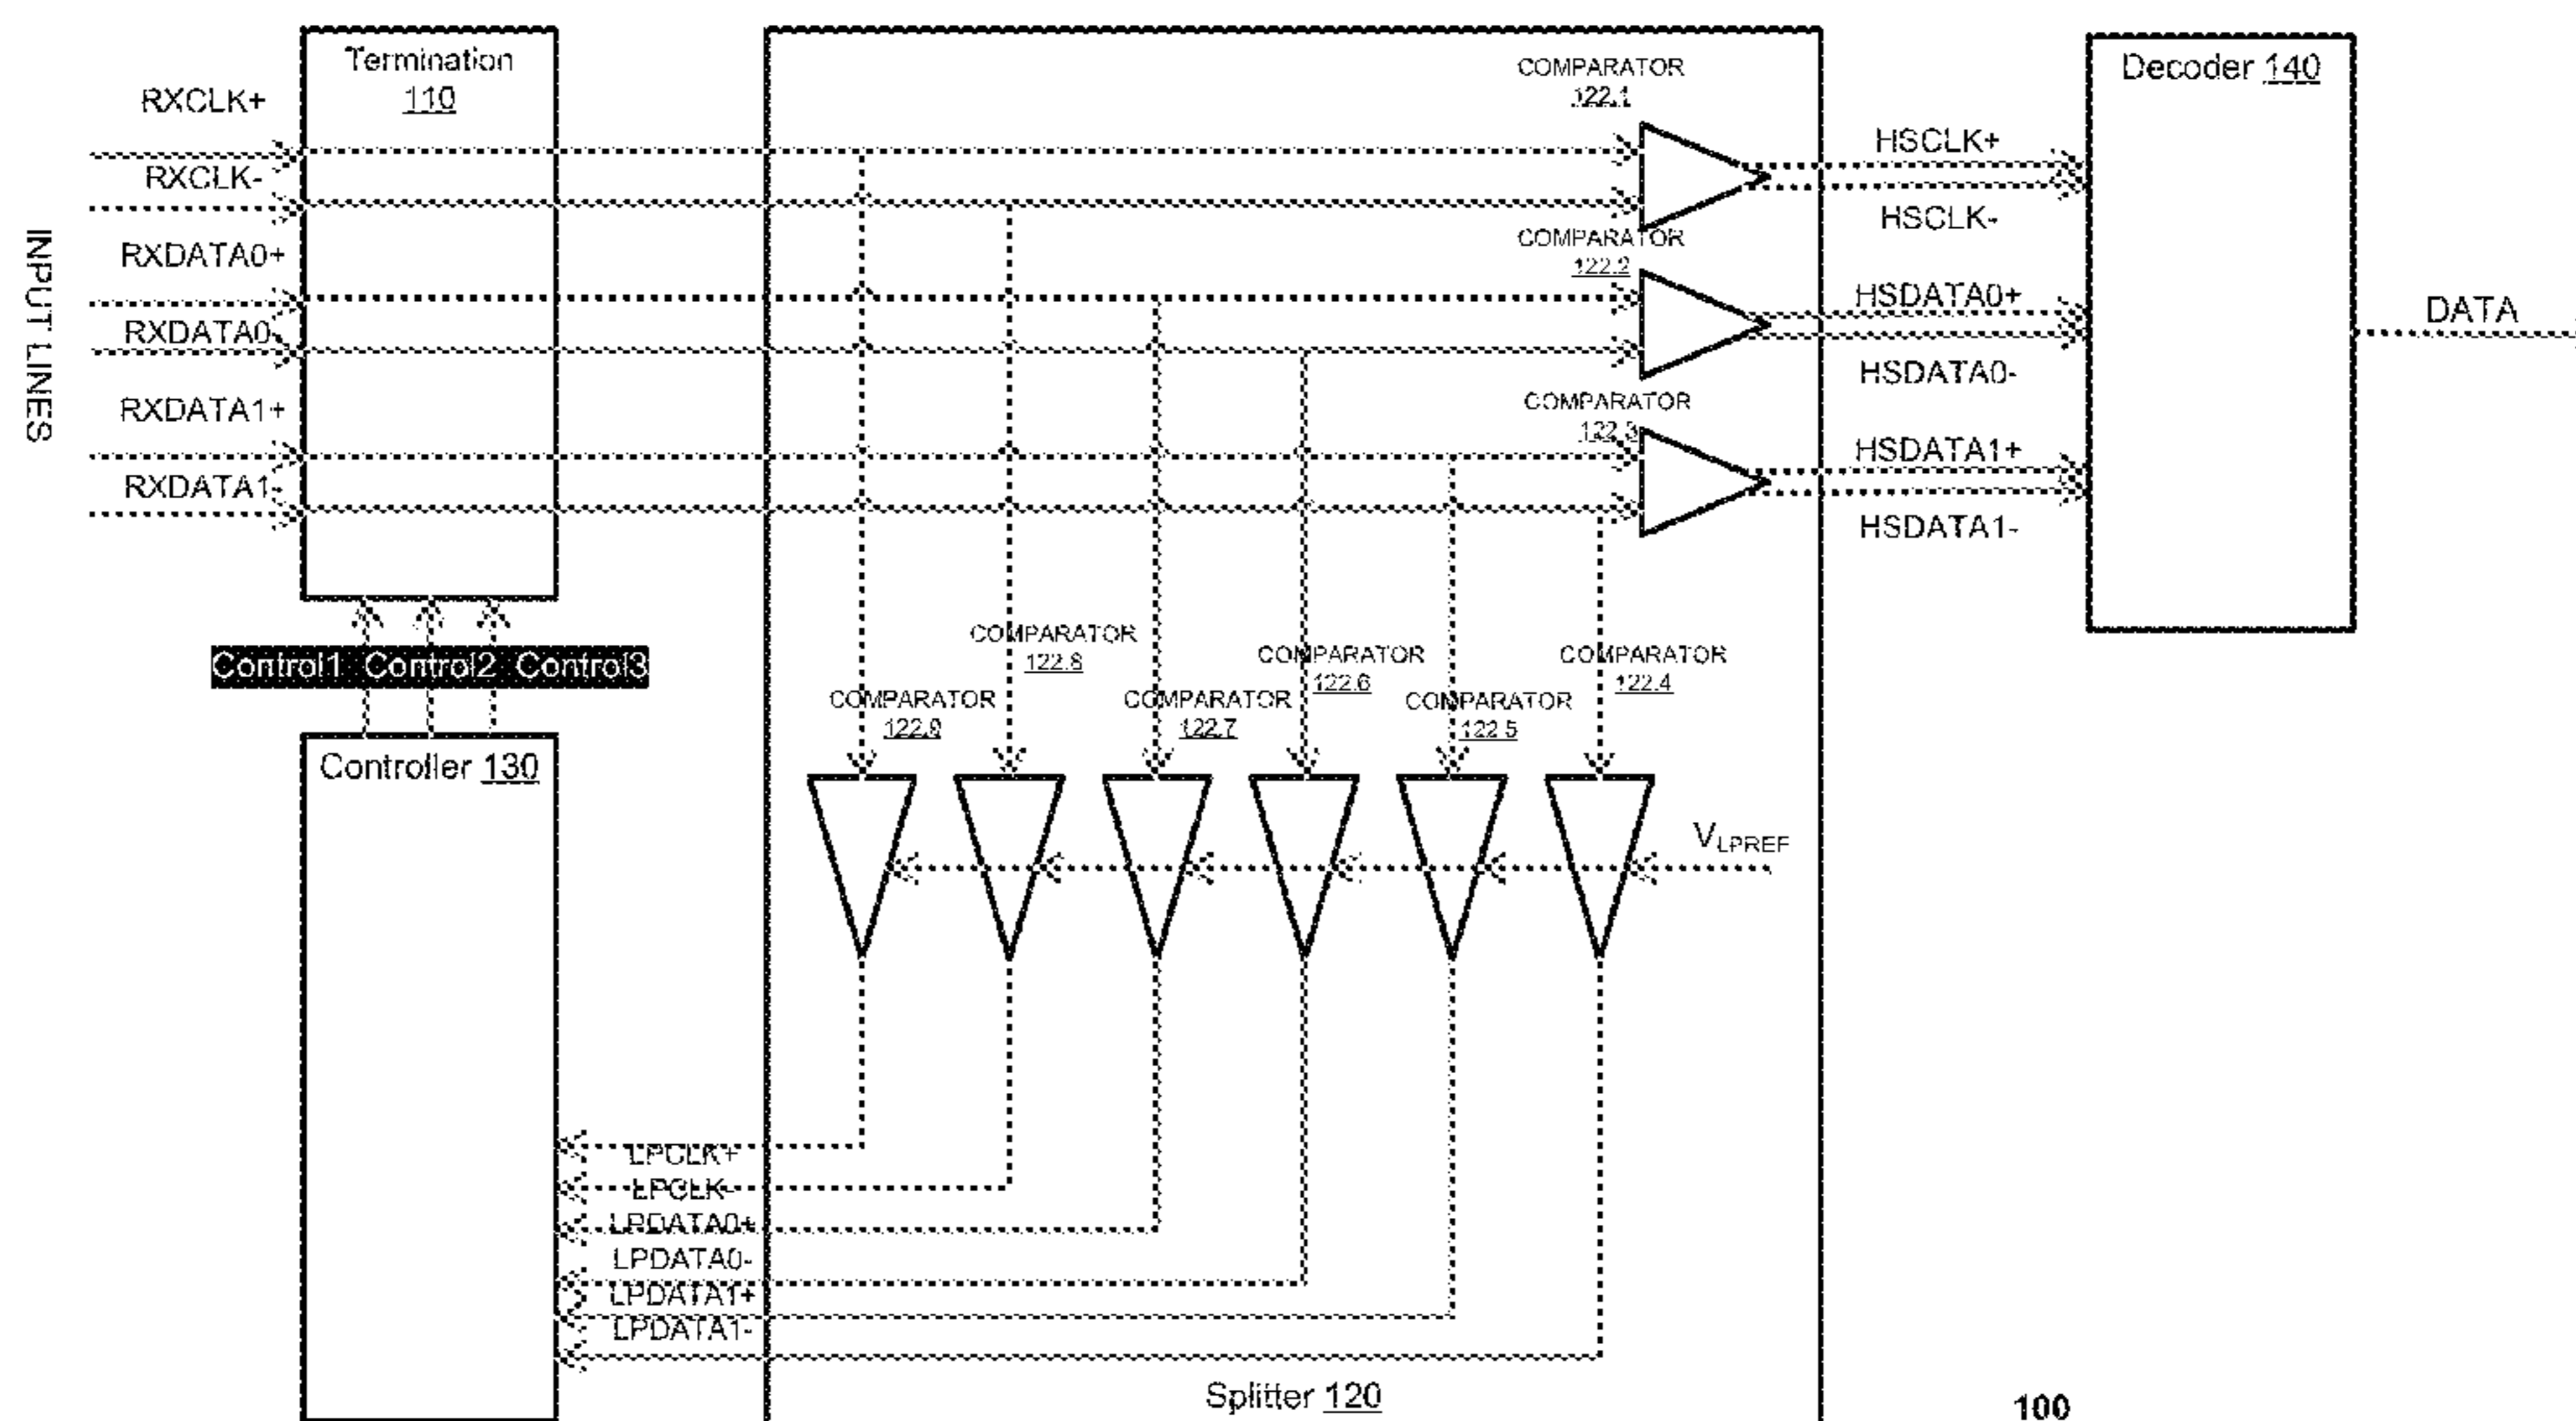 INPUT LINES
RXCLK+
RXCLK-
RXDATA0+
RXDATA0-
RXDATA1+
RXDATA1-
Termination
110
Control1 Control2 Control3
Controller 130
COMPARATOR
122.1
COMPARATOR
122.2
COMPARATOR
122.3
HSCLK+
HSCLK-
HSDATA0+
HSDATA0-
HSDATA1+
HSDATA1-
Decoder 140
DATA
COMPARATOR
122.9
COMPARATOR
122.8
COMPARATOR
122.7
COMPARATOR
122.6
COMPARATOR
122.5
COMPARATOR
122.4
VLPREF
LPCLK+
LPCLK-
LPDATA0+
LPDATA0-
LPDATA1+
LPDATA1-
Splitter 120
100